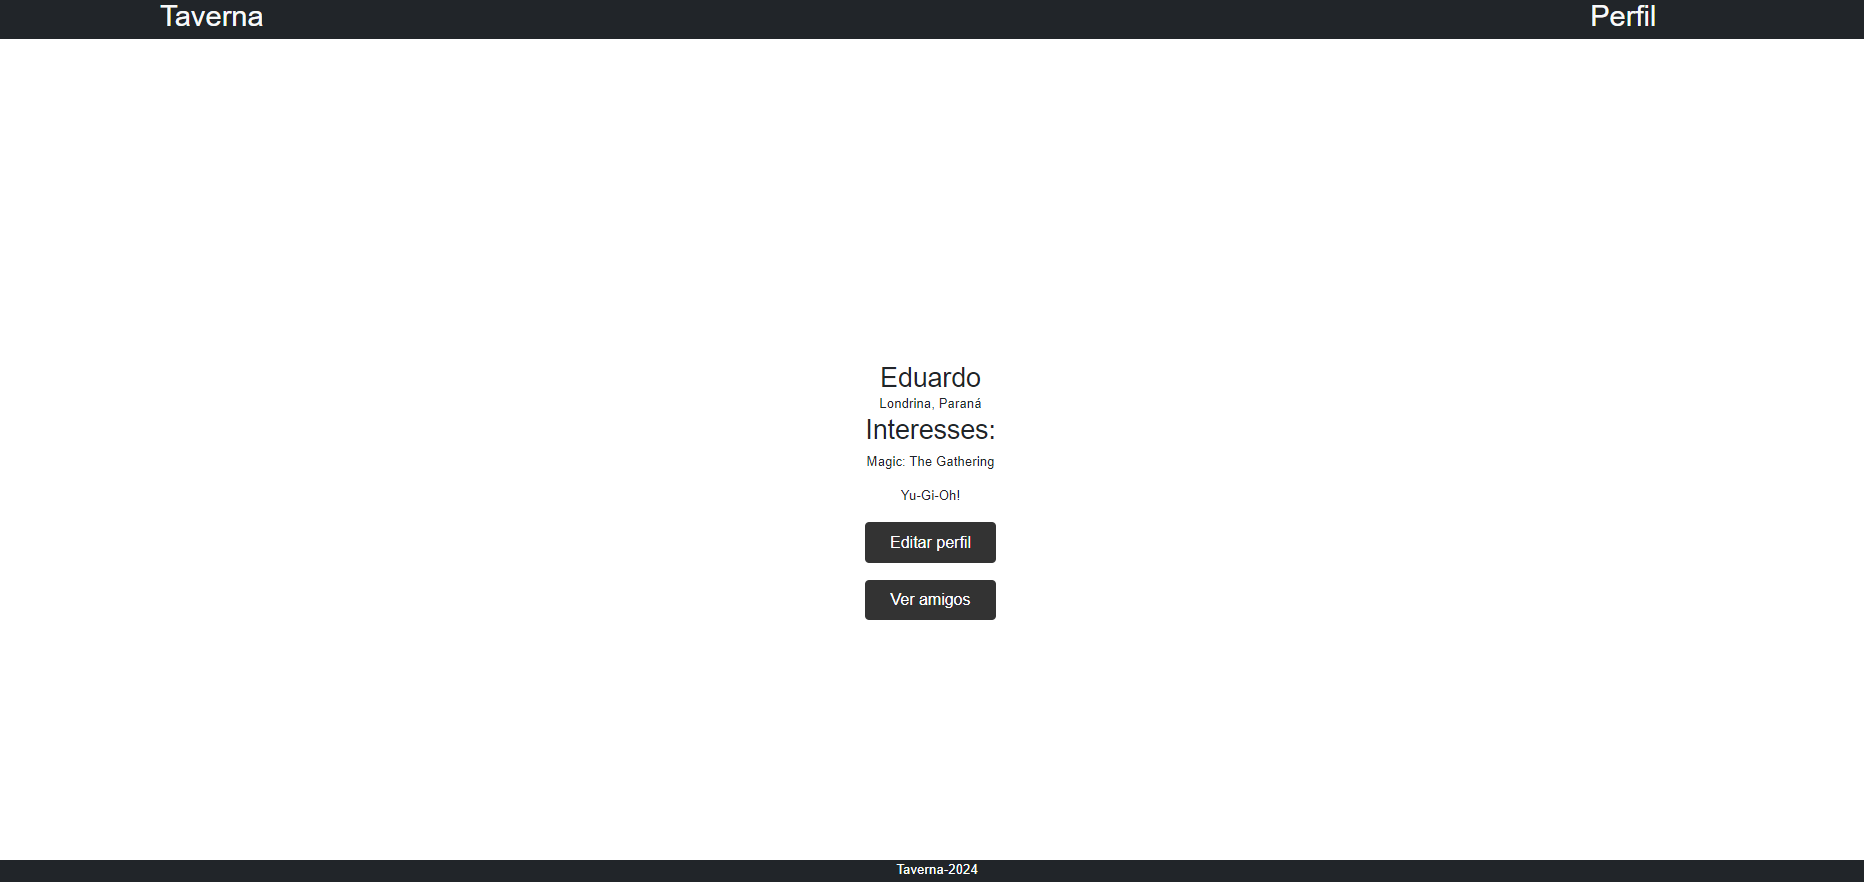 Taverna Perfil
Eduardo
Londrina, Paraná
Interesses:
Magic: The Gathering
Yu-Gi-Oh!
Editar perfil
Ver amigos
Taverna-2024